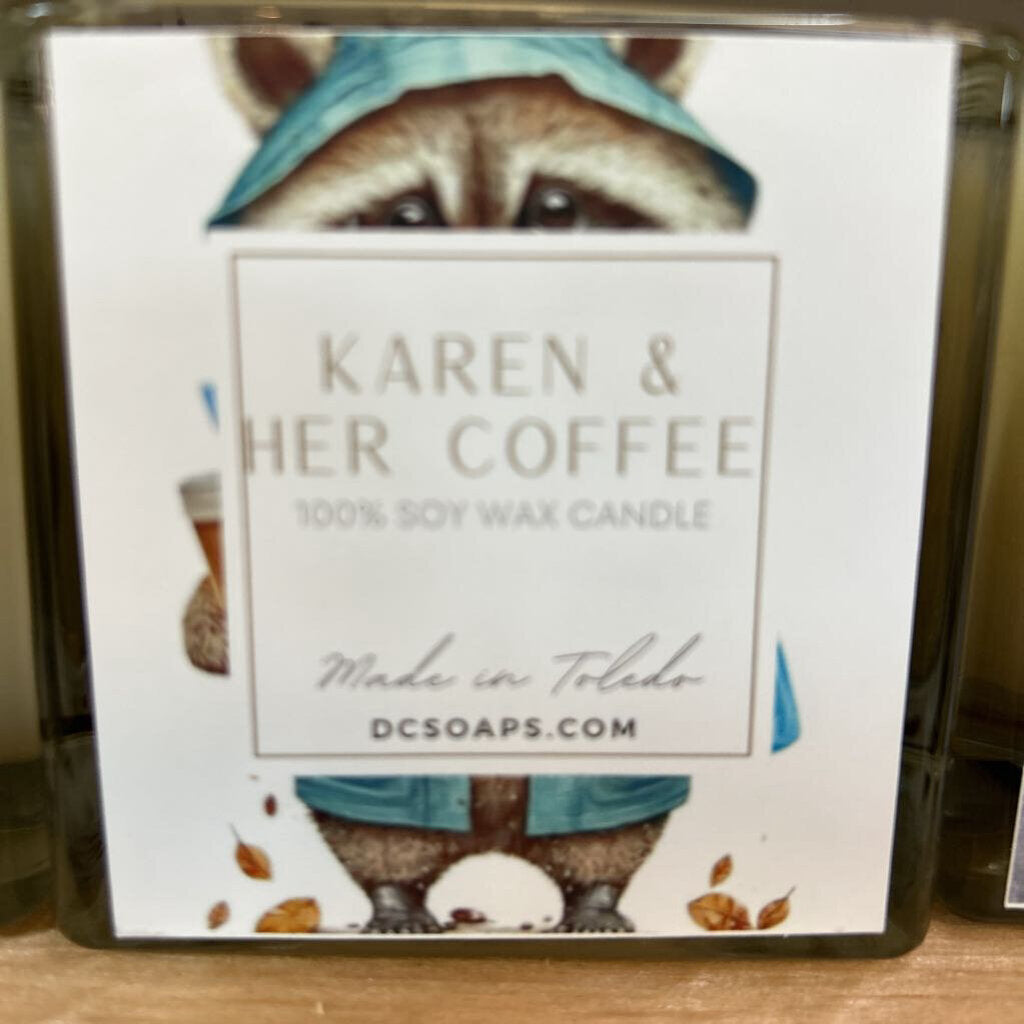 KAREN &
HER COFFEE
100% SOY WAX CANDLE
Made in Toledo
DCSOAPS.COM